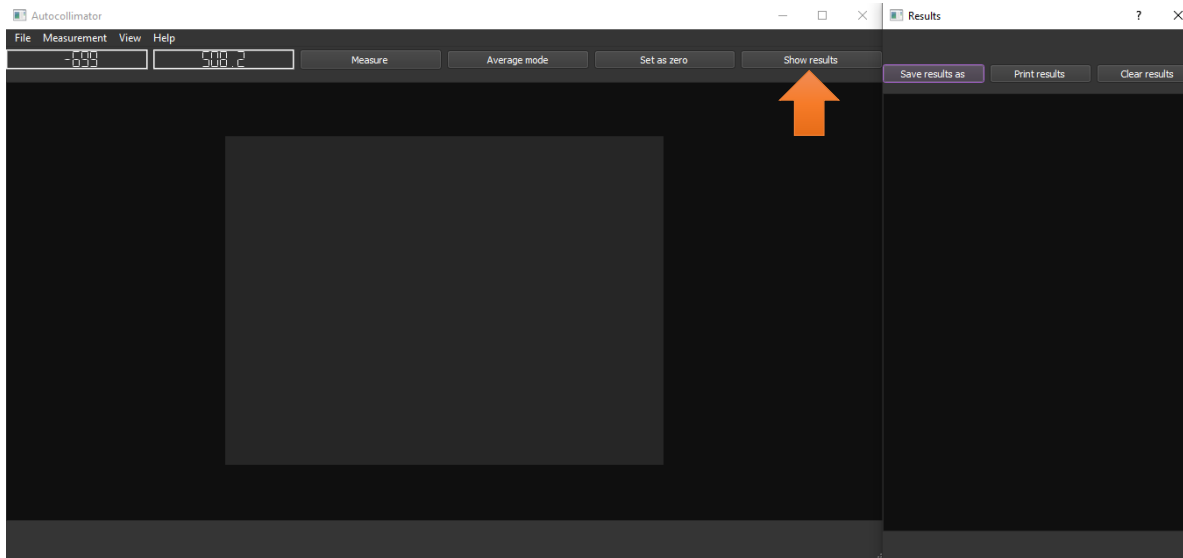 Autocollimator
File Measurement View Help
-699 508.2 Measure Average mode Set as zero Show results
Results ?
Save results as Print results Clear results